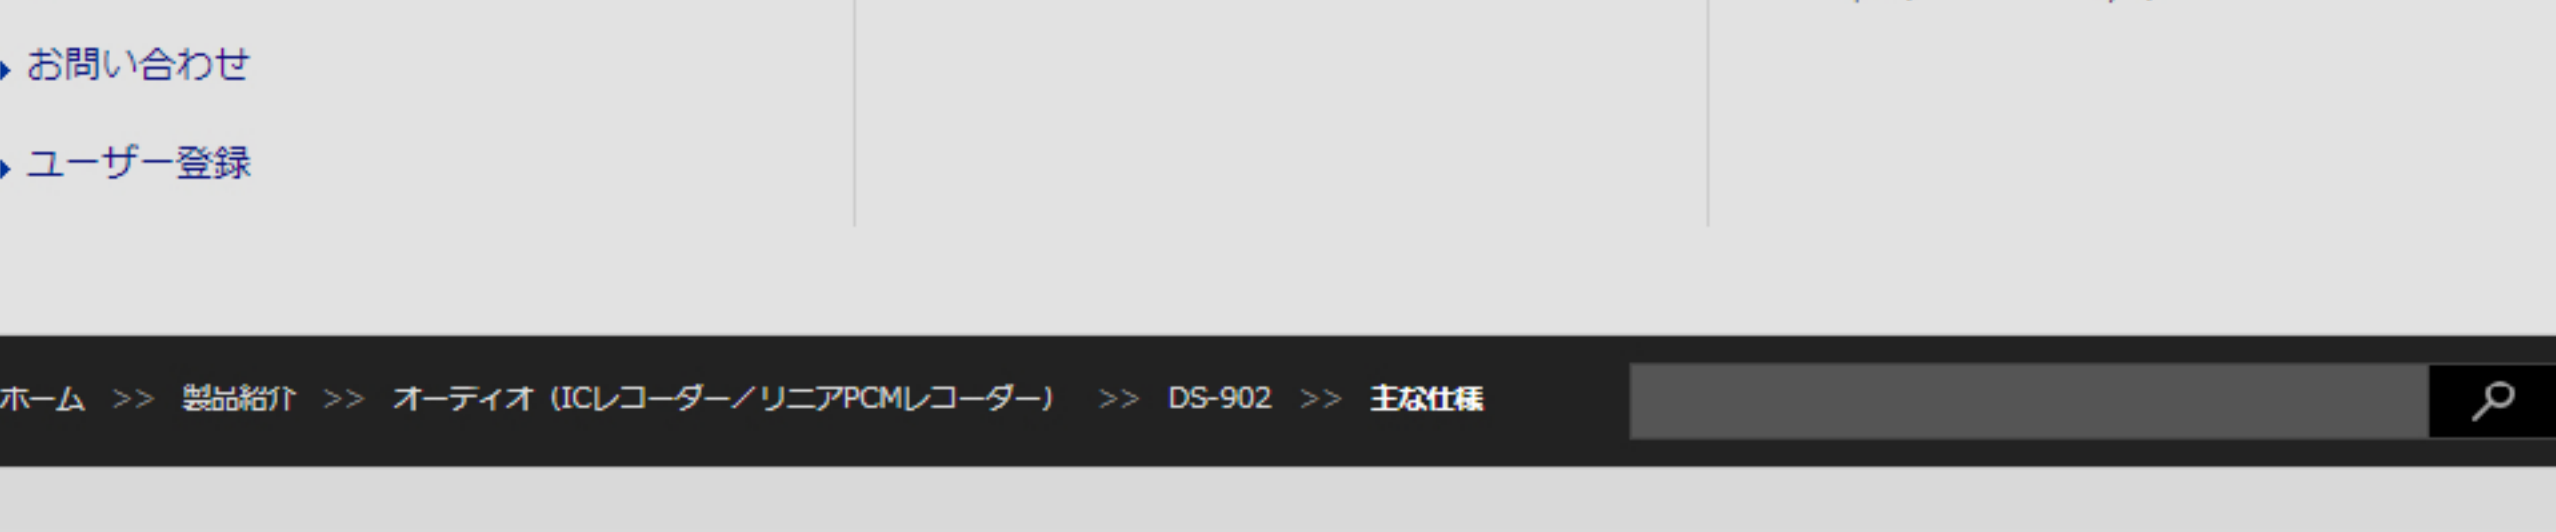 お問い合わせ
ユーザー登録
ホーム >> 製品紹介 >> オーディオ（ICレコーダー／リニアPCMレコーダー） >> DS-902 >> 主な仕様